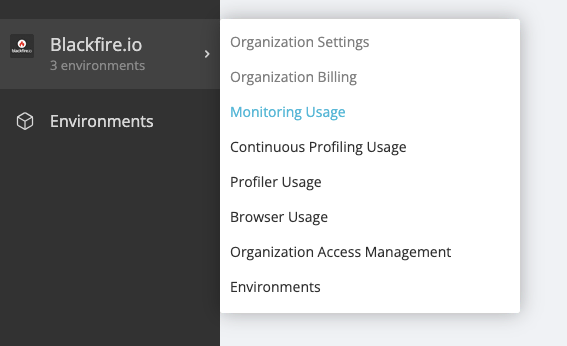 Blackfire.io
3 environments
Environments
Organization Settings
Organization Billing
Monitoring Usage
Continuous Profiling Usage
Profiler Usage
Browser Usage
Organization Access Management
Environments